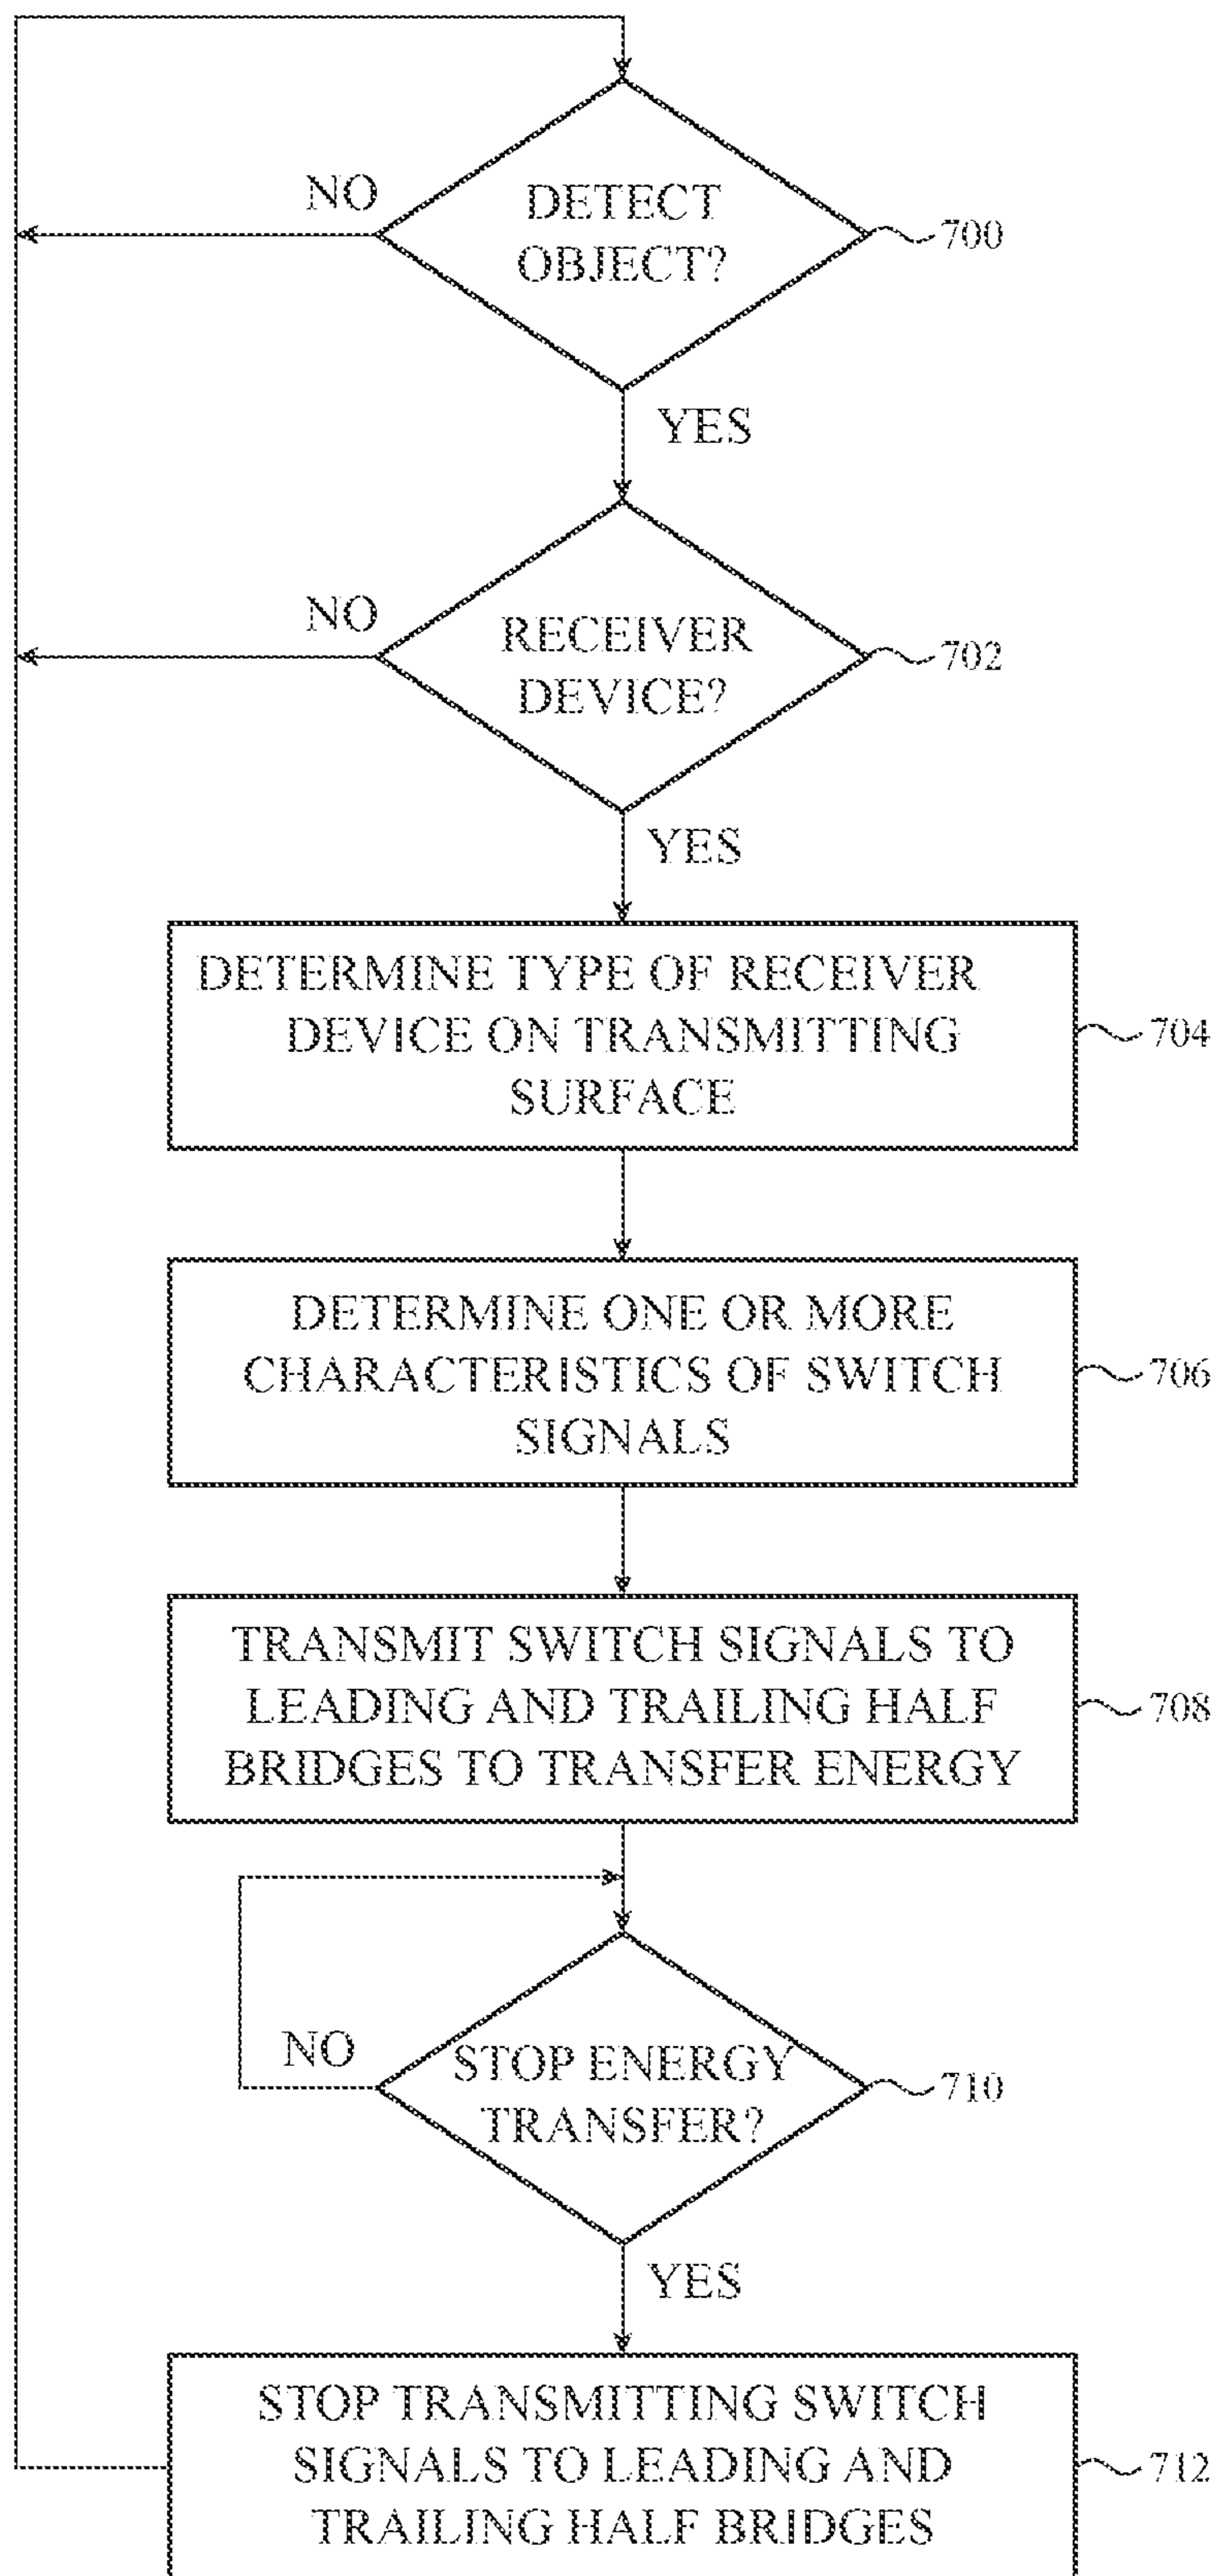 NO
DETECT
OBJECT?
700
YES
NO
RECEIVER
DEVICE?
702
YES
DETERMINE TYPE OF RECEIVER
DEVICE ON TRANSMITTING
SURFACE
704
DETERMINE ONE OR MORE
CHARACTERISTICS OF SWITCH
SIGNALS
706
TRANSMIT SWITCH SIGNALS TO
LEADING AND TRAILING HALF
BRIDGES TO TRANSFER ENERGY
708
NO
STOP ENERGY
TRANSFER?
710
YES
STOP TRANSMITTING SWITCH
SIGNALS TO LEADING AND
TRAILING HALF BRIDGES
712